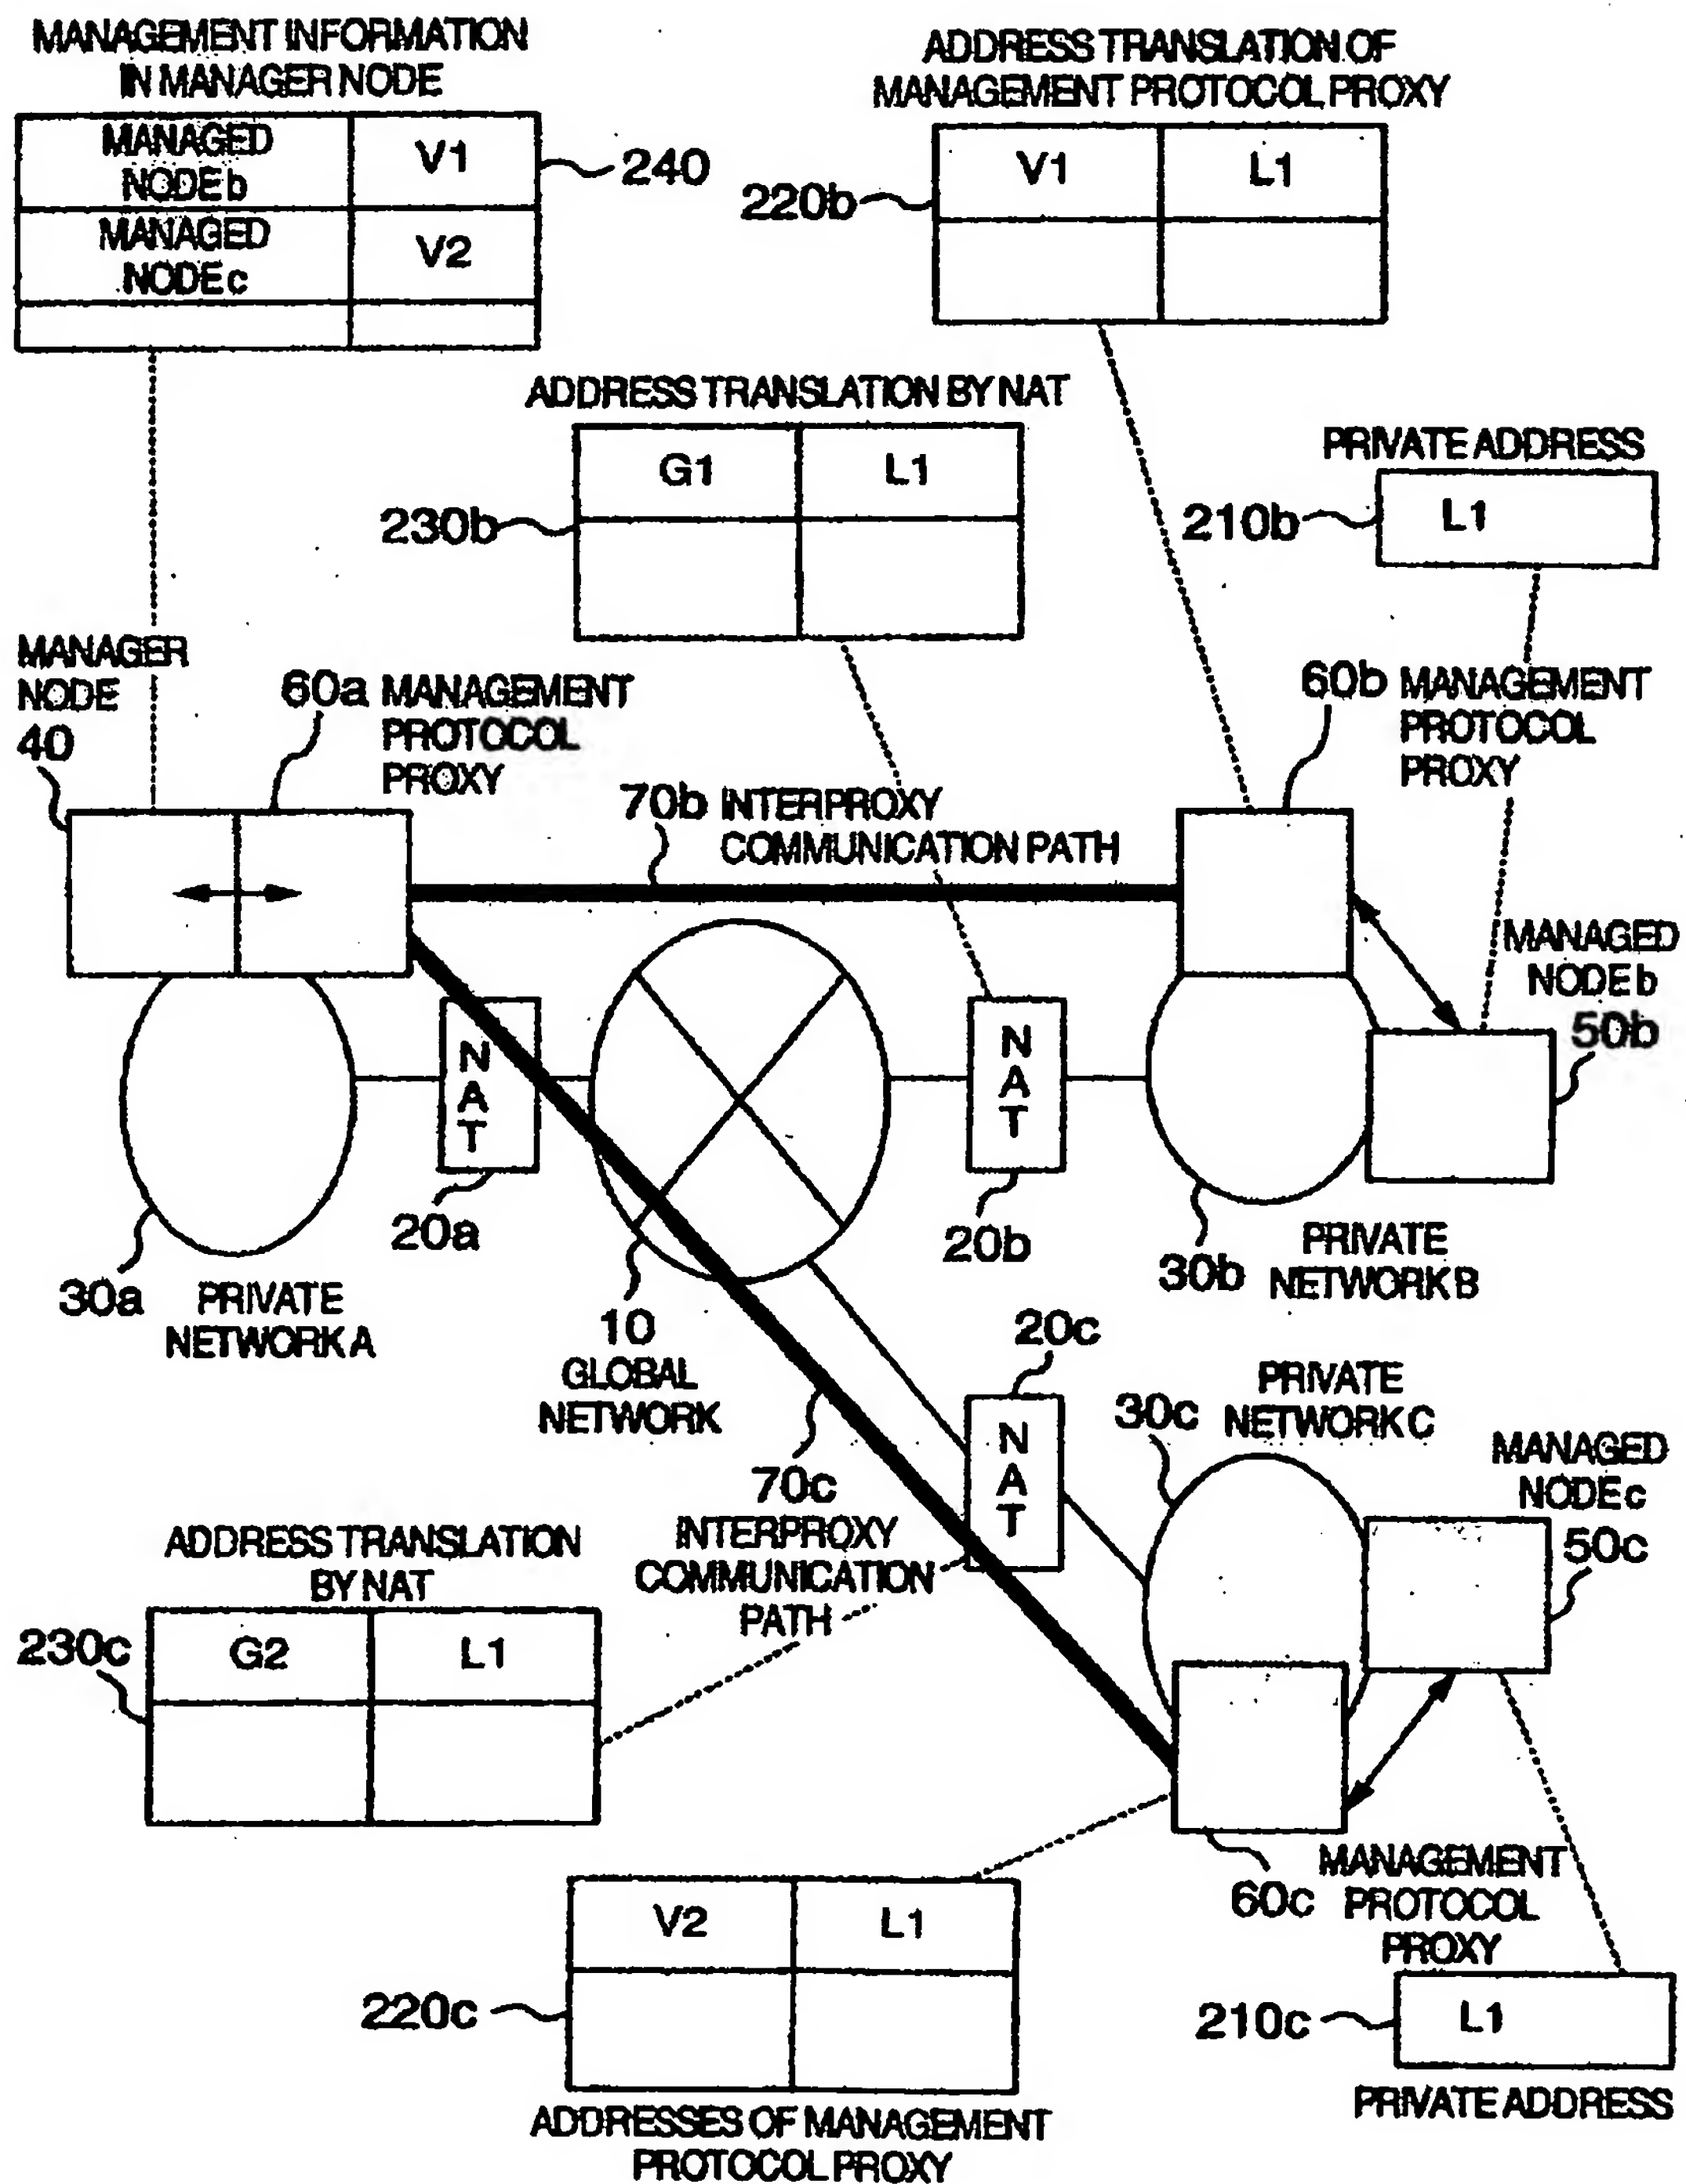 MANAGEMENT INFORMATION
IN MANAGER NODE
MANAGED
NODE b
V1
240
MANAGED
NODE c
V2
ADDRESS TRANSLATION OF
MANAGEMENT PROTOCOL PROXY
V1
L1
220b
ADDRESS TRANSLATION BY NAT
G1
L1
230b
PRIVATE ADDRESS
210b
L1
MANAGER
NODE
40
60a MANAGEMENT
PROTOCOL
PROXY
60b MANAGEMENT
PROTOCOL
PROXY
70b INTERPROXY
COMMUNICATION PATH
MANAGED
NODE b
50b
NAT
20a
NAT
20b
30a PRIVATE
NETWORK A
10
GLOBAL
NETWORK
30b PRIVATE
NETWORK B
20c
NAT
30c PRIVATE
NETWORK C
MANAGED
NODE c
50c
70c
INTERPROXY
COMMUNICATION
PATH
ADDRESS TRANSLATION
BY NAT
230c
G2
L1
60c MANAGEMENT
PROTOCOL
PROXY
V2
L1
220c
ADDRESSES OF MANAGEMENT
PROTOCOL PROXY
210c
L1
PRIVATE ADDRESS